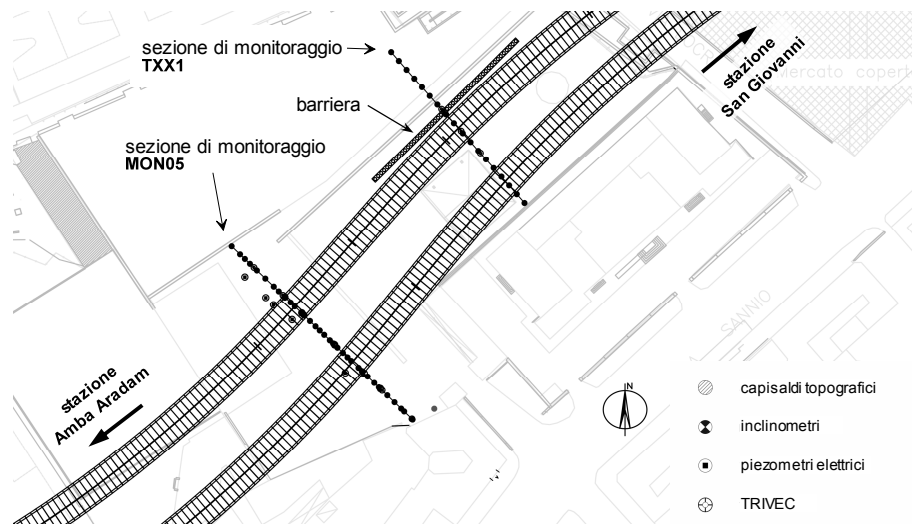 sezione di monitoraggio
TXX1
barriera
sezione di monitoraggio
MON05
stazione
San Giovanni
Mercato copert
SANNIO
stazione
Amba Aradam
N
capisaldi topografici
inclinometri
piezometri elettrici
TRIVEC